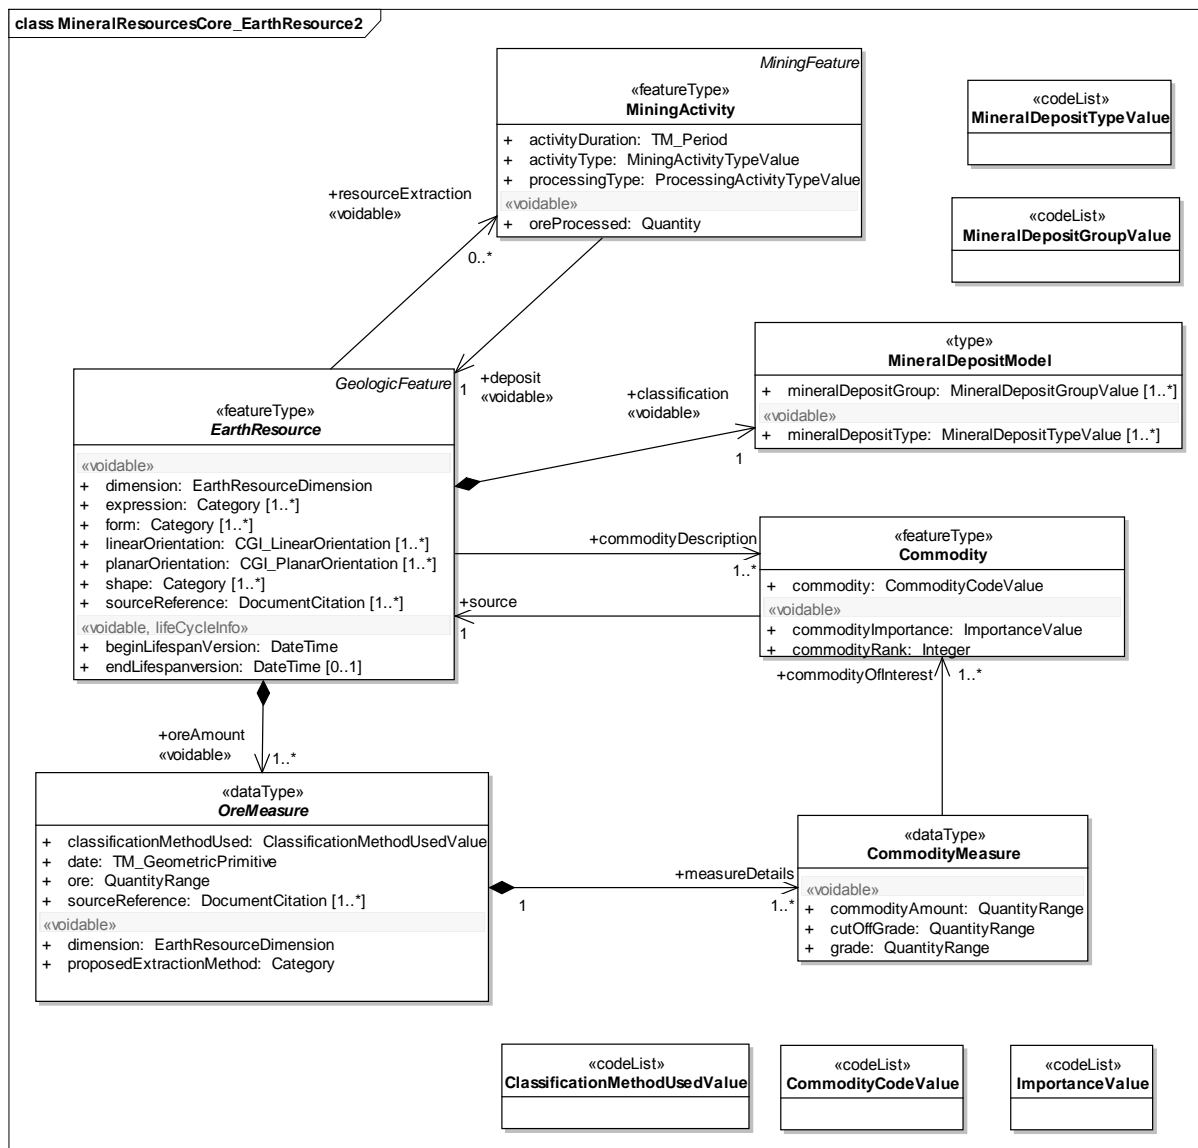 class MineralResourcesCore_EarthResource2
MiningFeature
«featureType»
MiningActivity
+ activityDuration: TM_Period
+ activityType: MiningActivityTypeValue
+ processingType: ProcessingActivityTypeValue
«voidable»
+ oreProcessed: Quantity
«codeList»
MineralDepositTypeValue
«codeList»
MineralDepositGroupValue
+resourceExtraction
«voidable»
0..*
1
+deposit
«voidable»
+classification
«voidable»
1
«type»
MineralDepositModel
+ mineralDepositGroup: MineralDepositGroupValue [1..*]
«voidable»
+ mineralDepositType: MineralDepositTypeValue [1..*]
GeologicFeature
«featureType»
EarthResource
«voidable»
+ dimension: EarthResourceDimension
+ expression: Category [1..*]
+ form: Category [1..*]
+ linearOrientation: CGI_LinearOrientation [1..*]
+ planarOrientation: CGI_PlanarOrientation [1..*]
+ shape: Category [1..*]
+ sourceReference: DocumentCitation [1..*]
«voidable, lifeCycleInfo»
+ beginLifespanVersion: DateTime
+ endLifespanversion: DateTime [0..1]
+commodityDescription
1..*
+source
1
«featureType»
Commodity
+ commodity: CommodityCodeValue
«voidable»
+ commodityImportance: ImportanceValue
+ commodityRank: Integer
+commodityOfInterest
1..*
+oreAmount
«voidable»
1..*
«dataType»
OreMeasure
+ classificationMethodUsed: ClassificationMethodUsedValue
+ date: TM_GeometricPrimitive
+ ore: QuantityRange
+ sourceReference: DocumentCitation [1..*]
«voidable»
+ dimension: EarthResourceDimension
+ proposedExtractionMethod: Category
+measureDetails
1
1..*
«dataType»
CommodityMeasure
«voidable»
+ commodityAmount: QuantityRange
+ cutOffGrade: QuantityRange
+ grade: QuantityRange
«codeList»
ClassificationMethodUsedValue
«codeList»
CommodityCodeValue
«codeList»
ImportanceValue